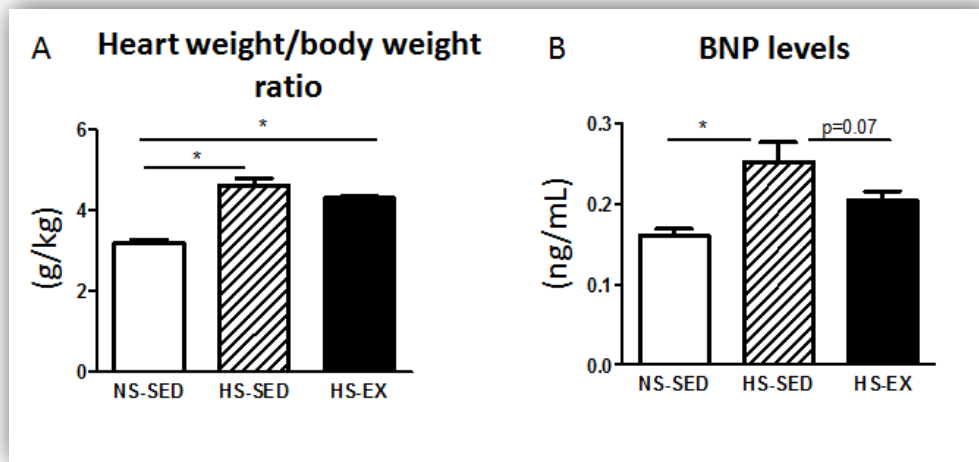 A
Heart weight/body weight
ratio
*
*
6
4
2
0
(g/kg)
NS-SED HS-SED HS-EX
B
BNP levels
* p=0.07
0.3
0.2
0.1
0.0
(ng/mL)
NS-SED HS-SED HS-EX